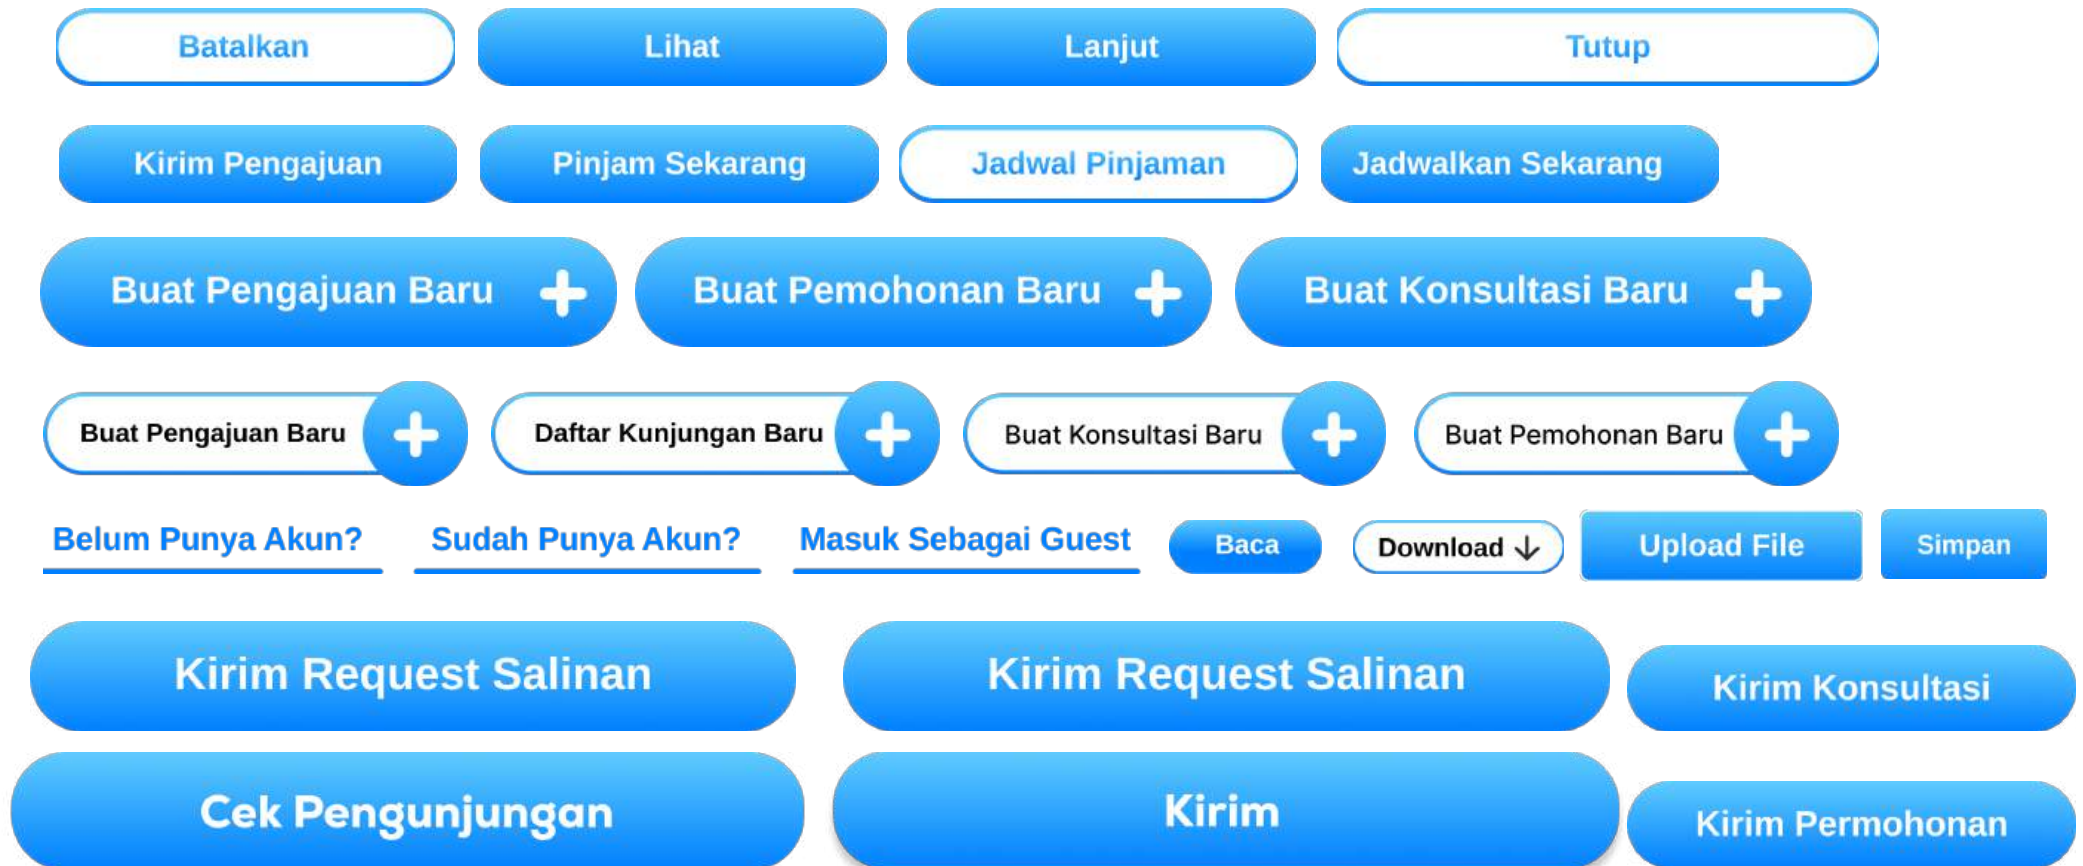 Batalkan
Lihat
Lanjut
Tutup
Kirim Pengajuan
Pinjam Sekarang
Jadwal Pinjaman
Jadwalkan Sekarang
Buat Pengajuan Baru
Buat Pemohonan Baru
Buat Konsultasi Baru
Buat Pengajuan Baru
Daftar Kunjungan Baru
Buat Konsultasi Baru
Buat Pemohonan Baru
Belum Punya Akun?
Sudah Punya Akun?
Masuk Sebagai Guest
Baca
Download
Upload File
Simpan
Kirim Request Salinan
Kirim Request Salinan
Kirim Konsultasi
Cek Pengunjungan
Kirim
Kirim Permohonan